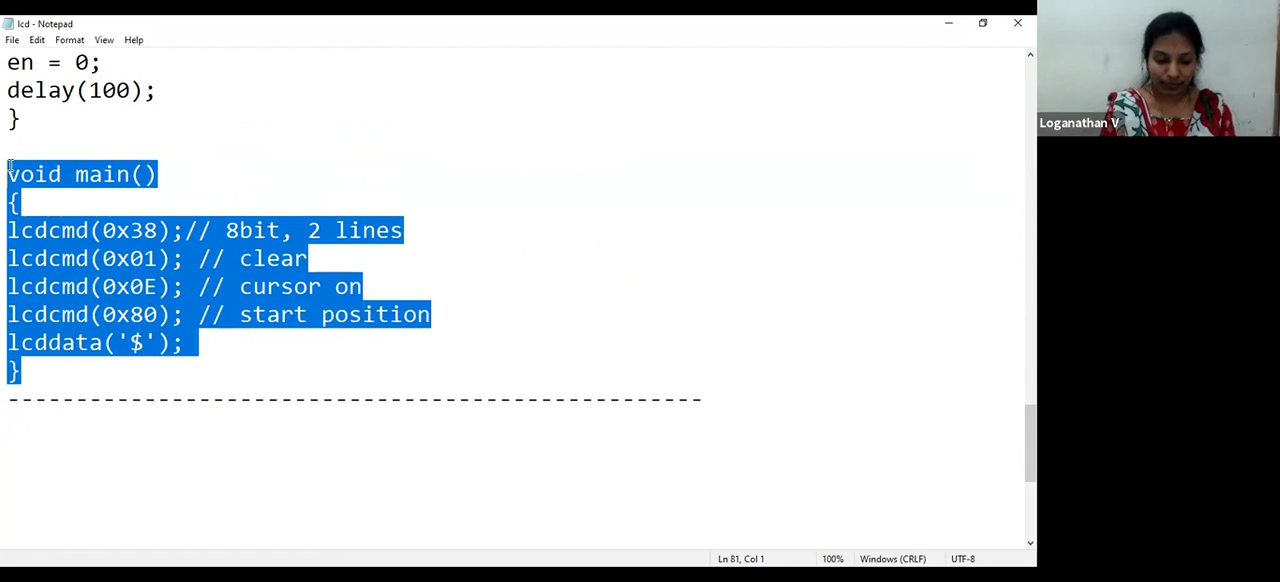 lcd - Notepad
File Edit Format View Help
en = 0;
delay(100);
}
void main()
{
lcdcmd(0x38);// 8bit, 2 lines
lcdcmd(0x01); // clear
lcdcmd(0x0E); // cursor on
lcdcmd(0x80); // start position
lcddata('$');
}
----------------------------------------------------
Ln 81, Col 1 100% Windows (CRLF) UTF-8
Loganathan V